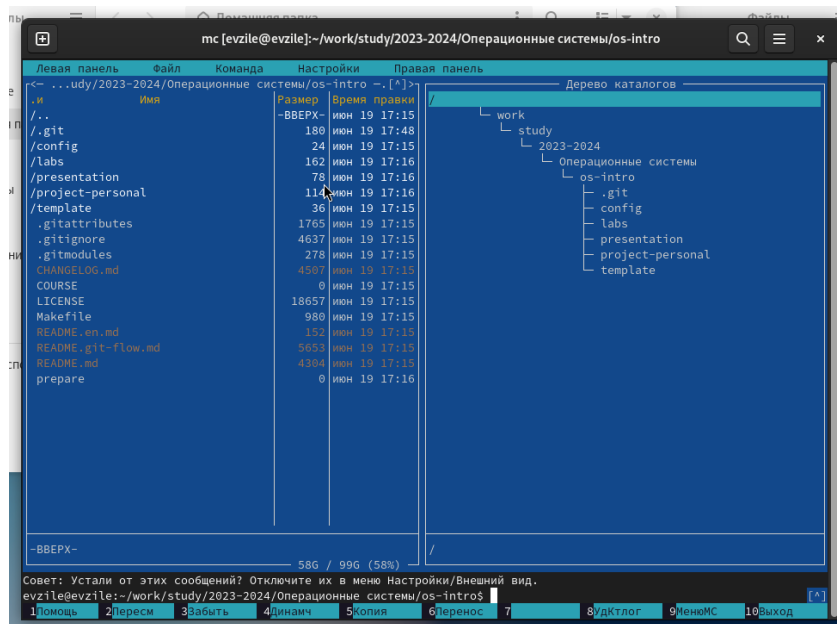 Домашняя папка
Файлы
mc [evzile@evzile]:~/work/study/2023-2024/Операционные системы/os-intro
Левая панель Файл Команда Настройки Правая панель
<— ...udy/2023-2024/Операционные системы/os-intro —.[^]>
Дерево каталогов
.и Имя Размер Время правки
/.. -ВВЕРХ- июн 19 17:15
/.git 180 июн 19 17:48
/config 24 июн 19 17:15
/labs 162 июн 19 17:16
/presentation 78 июн 19 17:16
/project-personal 114 июн 19 17:16
/template 36 июн 19 17:15
.gitattributes 1765 июн 19 17:15
.gitignore 4637 июн 19 17:15
.gitmodules 278 июн 19 17:15
CHANGELOG.md 4507 июн 19 17:15
COURSE 0 июн 19 17:16
LICENSE 18657 июн 19 17:15
Makefile 980 июн 19 17:15
README.en.md 152 июн 19 17:15
README.git-flow.md 5653 июн 19 17:15
README.md 4304 июн 19 17:15
prepare 0 июн 19 17:16
-ВВЕРХ-
58G / 99G (58%)
/
work
study
2023-2024
Операционные системы
os-intro
.git
config
labs
presentation
project-personal
template
/
Совет: Устали от этих сообщений? Отключите их в меню Настройки/Внешний вид.
evzile@evzile:~/work/study/2023-2024/Операционные системы/os-intro$ [^]
1Помощь 2Пересм 3Забыть 4Динамч 5Копия 6Перенос 7 8УдКтлог 9МенюМС 10Выход